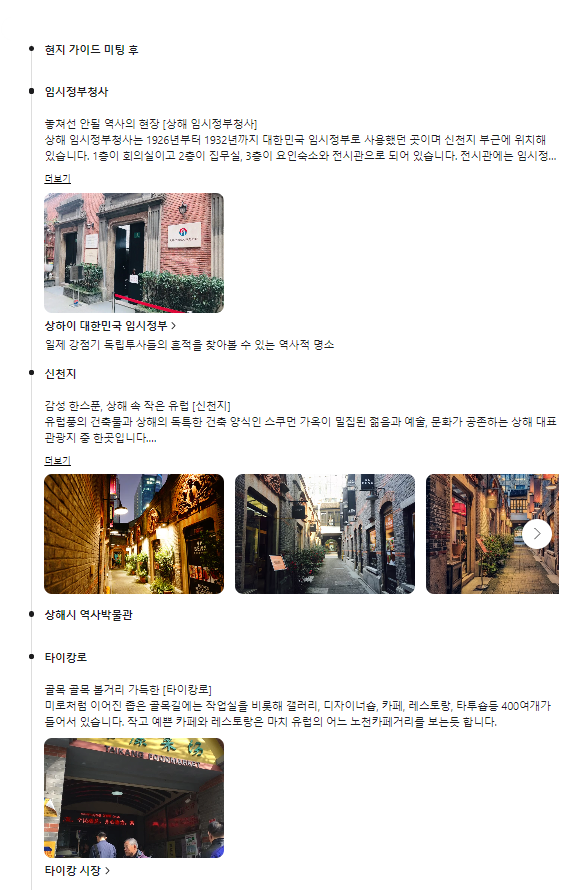 현지 가이드 미팅 후
임시정부청사
놓쳐선 안될 역사의 현장 [상해 임시정부청사]
상해 임시정부청사는 1926년부터 1932년까지 대한민국 임시정부로 사용했던 곳이며 신천지 부근에 위치해
있습니다. 1층이 회의실이고 2층이 집무실, 3층이 요인숙소와 전시관으로 되어 있습니다. 전시관에는 임시정...
더보기
상하이 대한민국 임시정부 >
일제 강점기 독립투사들의 흔적을 찾아볼 수 있는 역사적 명소
신천지
감성 한스푼, 상해 속 작은 유럽 [신천지]
유럽풍의 건축물과 상해의 독특한 건축 양식인 스쿠먼 가옥이 밀집된 젊음과 예술, 문화가 공존하는 상해 대표
관광지 중 한곳입니다....
더보기
상해시 역사박물관
타이캉로
골목 골목 볼거리 가득한 [타이캉로]
미로처럼 이어진 좁은 골목길에는 작업실을 비롯해 갤러리, 디자이너숍, 카페, 레스토랑, 타투숍등 400여개가
들어서 있습니다. 작고 예쁜 카페와 레스토랑은 마치 유럽의 어느 노천카페거리를 보는듯 합니다.
TAIKANG FOOD MARKET
타이캉 시장 >